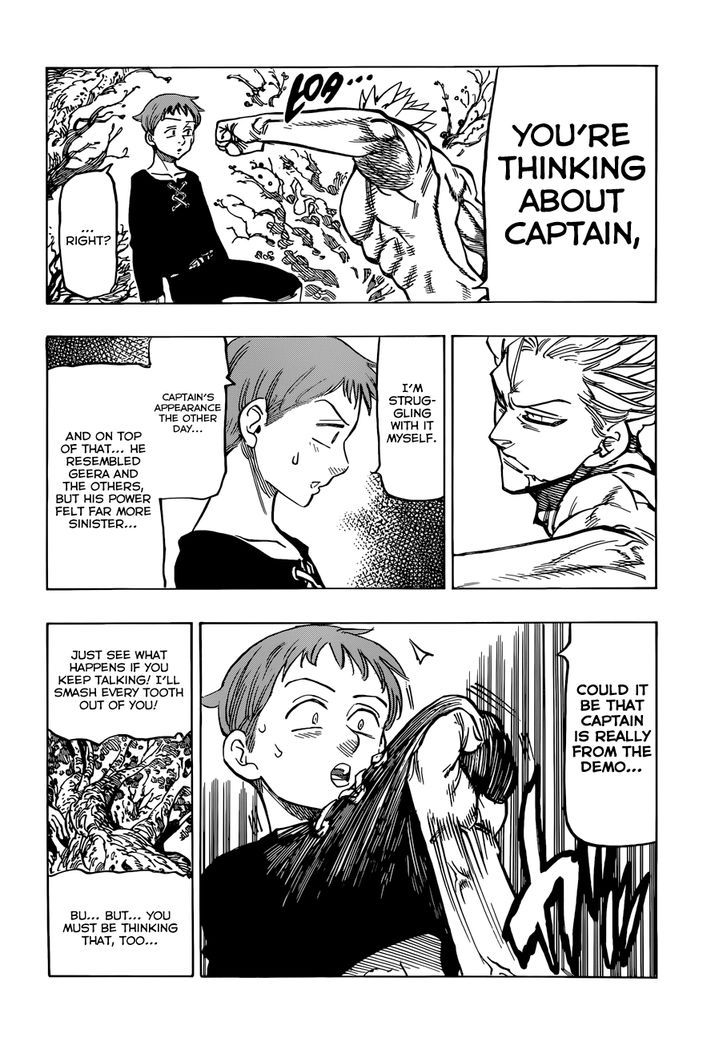 YOU'RE
THINKING
ABOUT
CAPTAIN,
LOA...
...
RIGHT?
I'M
STRUG-
GLING
WITH IT
MYSELF.
CAPTAIN'S
APPEARANCE
THE OTHER
DAY...
AND ON TOP
OF THAT... HE
RESEMBLED
GEERA AND
THE OTHERS,
BUT HIS POWER
FELT FAR MORE
SINISTER...
COULD IT
BE THAT
CAPTAIN
IS REALLY
FROM THE
DEMO...
JUST SEE WHAT
HAPPENS IF YOU
KEEP TALKING! I'LL
SMASH EVERY TOOTH
OUT OF YOU!
BU... BUT... YOU
MUST BE THINKING
THAT, TOO...